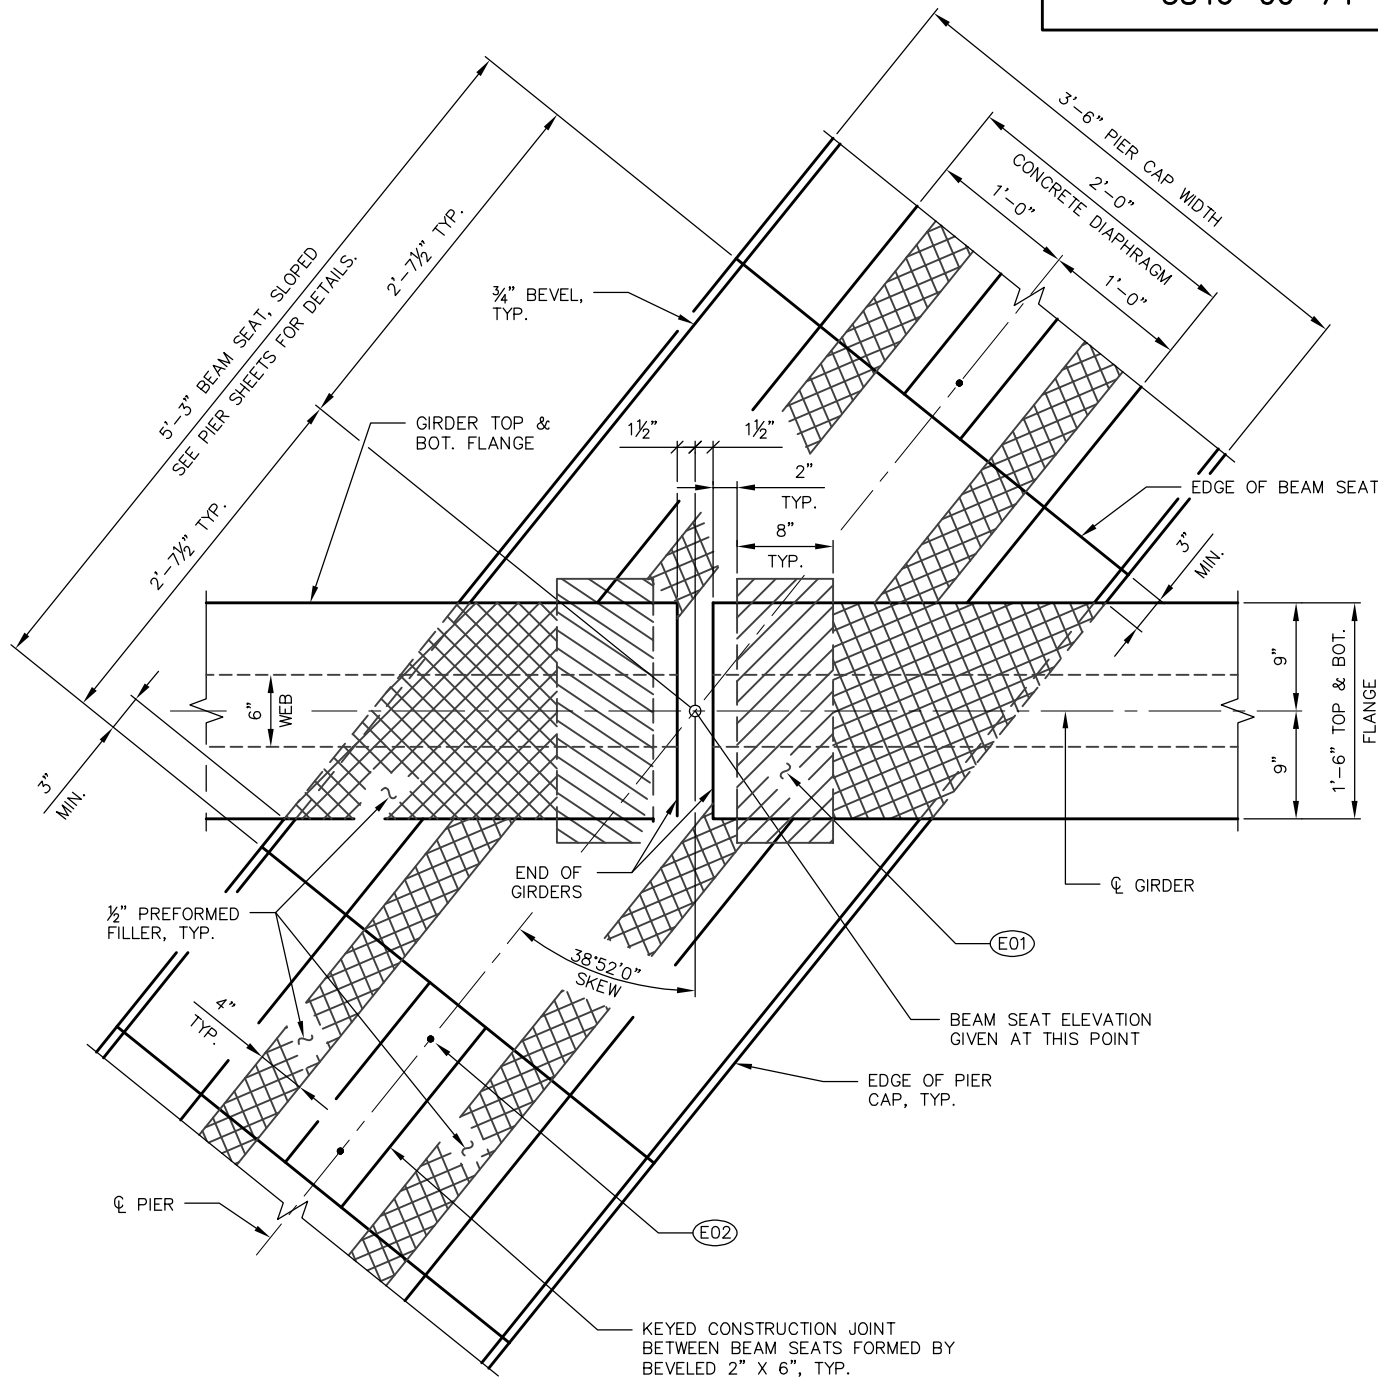 3'-6" PIER CAP WIDTH
2'-0"
CONCRETE DIAPHRAGM
1'-0"
1'-0"
5'-3" BEAM SEAT, SLOPED
SEE PIER SHEETS FOR DETAILS.
2'-7½" TYP.
2'-7½" TYP.
¾" BEVEL,
TYP.
GIRDER TOP &
BOT. FLANGE
1½"
1½"
2"
TYP.
8"
TYP.
EDGE OF BEAM SEAT
3"
MIN.
6"
WEB
9"
9"
1'-6" TOP & BOT.
FLANGE
3"
MIN.
END OF
GIRDERS
℄ GIRDER
½" PREFORMED
FILLER, TYP.
E01
38°52'0"
SKEW
4"
TYP.
BEAM SEAT ELEVATION
GIVEN AT THIS POINT
EDGE OF PIER
CAP, TYP.
℄ PIER
E02
KEYED CONSTRUCTION JOINT
BETWEEN BEAM SEATS FORMED BY
BEVELED 2" X 6", TYP.